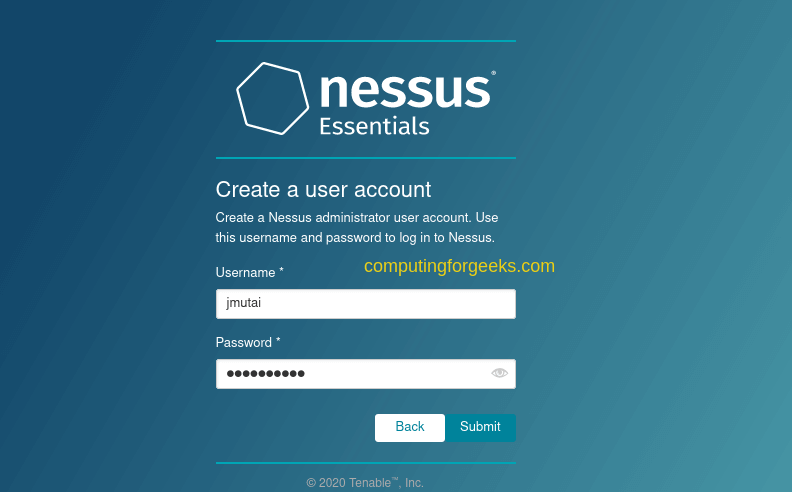 nessus®
Essentials
Create a user account
Create a Nessus administrator user account. Use
this username and password to log in to Nessus.
computingforgeeks.com
Username *
jmutai
Password *
●●●●●●●●●●
Back
Submit
© 2020 Tenable™, Inc.